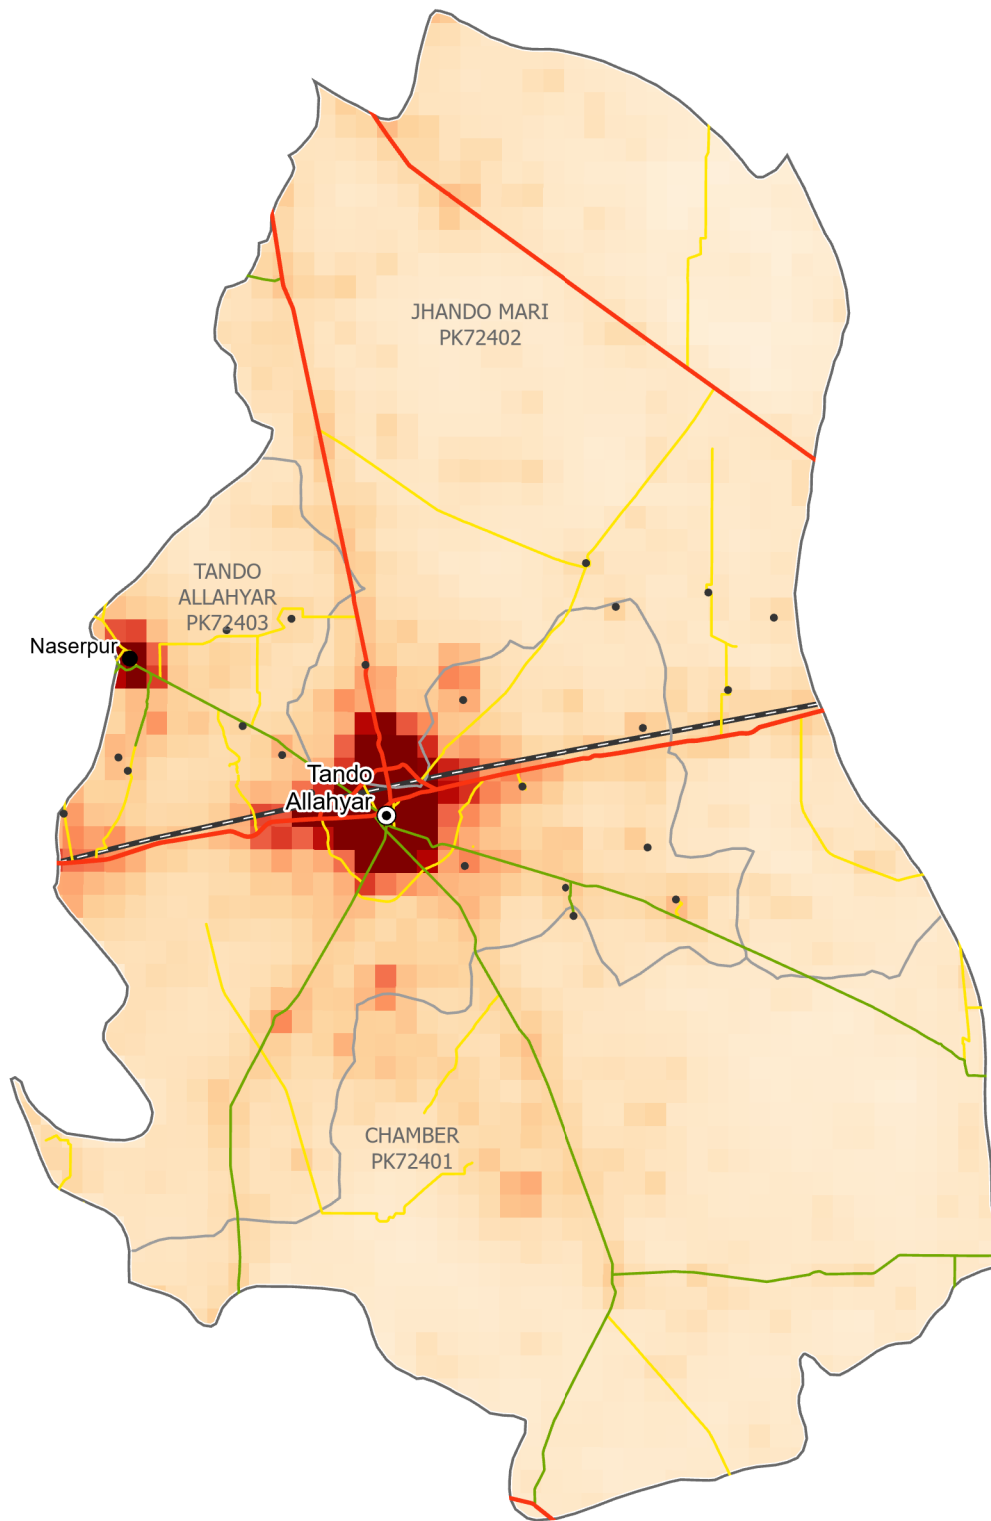 JHANDO MARI
PK72402
TANDO
ALLAHYAR
PK72403
Naserpur
Tando
Allahyar
CHAMBER
PK72401